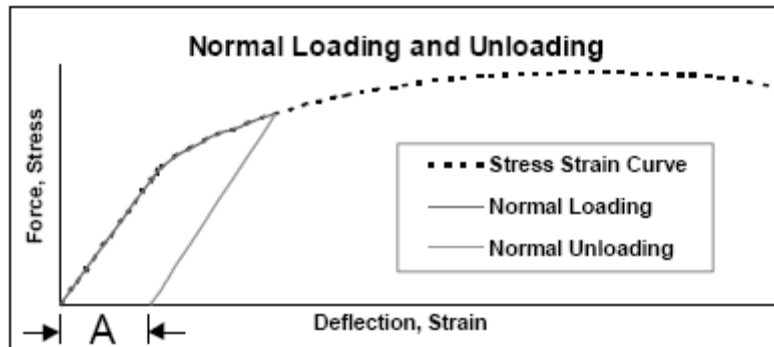 Normal Loading and Unloading
Force, Stress
Stress Strain Curve
Normal Loading
Normal Unloading
A
Deflection, Strain